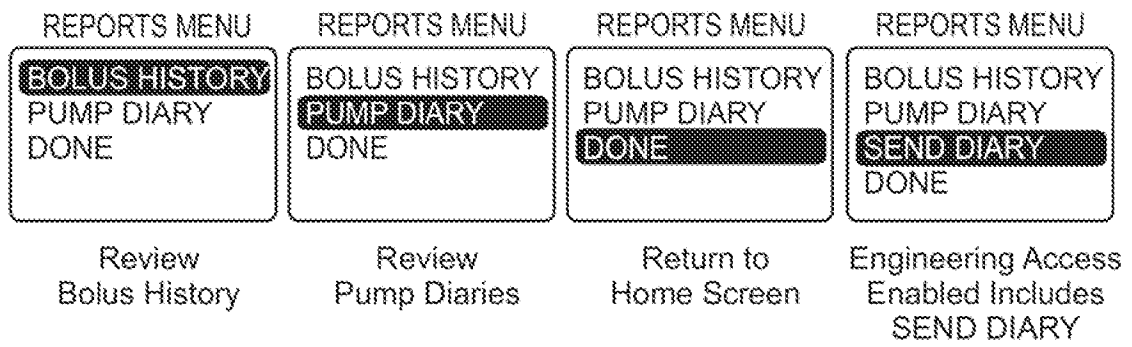 REPORTS MENU
BOLUS HISTORY
PUMP DIARY
DONE
Review
Bolus History
REPORTS MENU
BOLUS HISTORY
PUMP DIARY
DONE
Review
Pump Diaries
REPORTS MENU
BOLUS HISTORY
PUMP DIARY
DONE
Return to
Home Screen
REPORTS MENU
BOLUS HISTORY
PUMP DIARY
SEND DIARY
DONE
Engineering Access
Enabled Includes
SEND DIARY